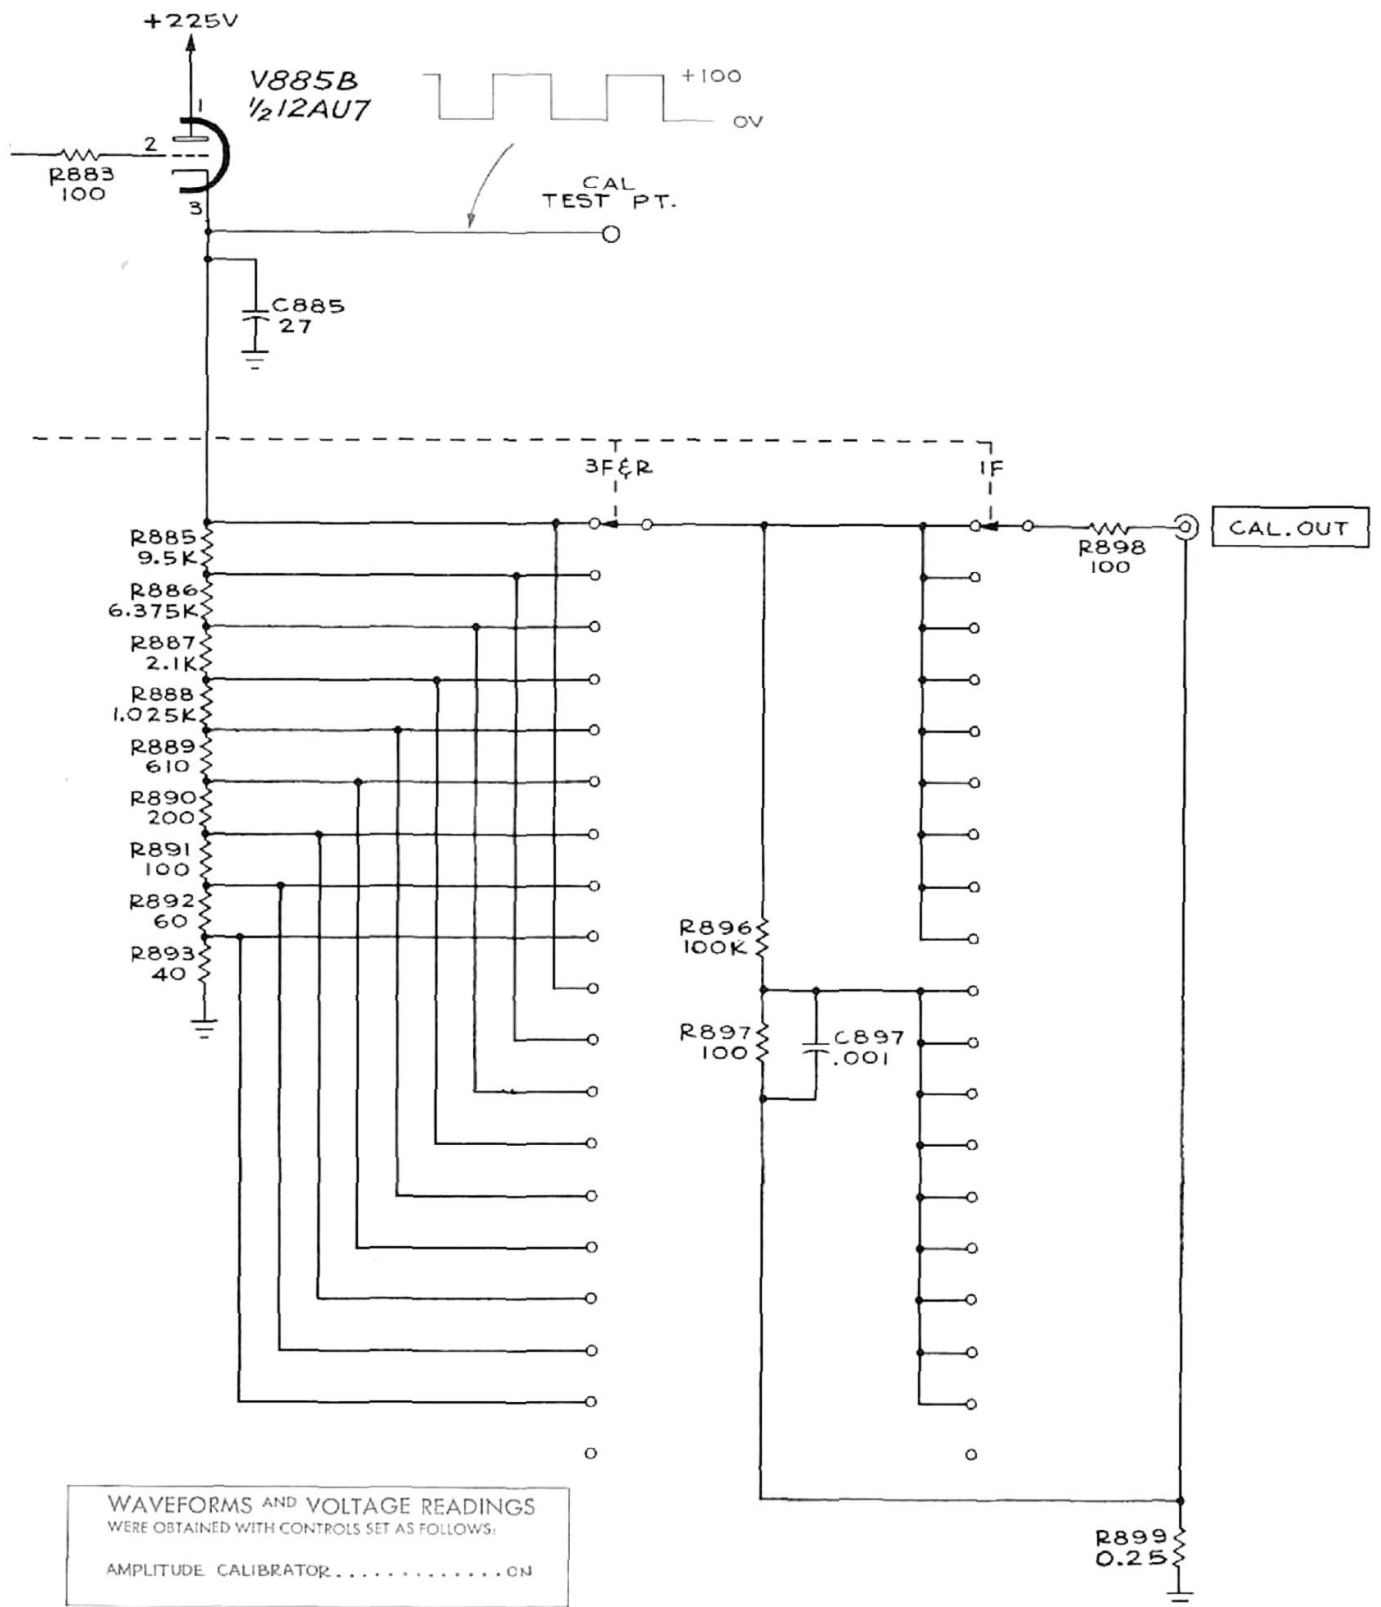 +225V
V885B
½12AU7
1
2
3
R883
100
+100
0V
CAL
TEST PT.
C885
27
3F&R
1F
R885
9.5K
R886
6.375K
R887
2.1K
R888
1.025K
R889
610
R890
200
R891
100
R892
60
R893
40
R896
100K
R897
100
C897
.001
R898
100
CAL. OUT
R899
0.25
WAVEFORMS AND VOLTAGE READINGS
WERE OBTAINED WITH CONTROLS SET AS FOLLOWS:
AMPLITUDE CALIBRATOR.............ON